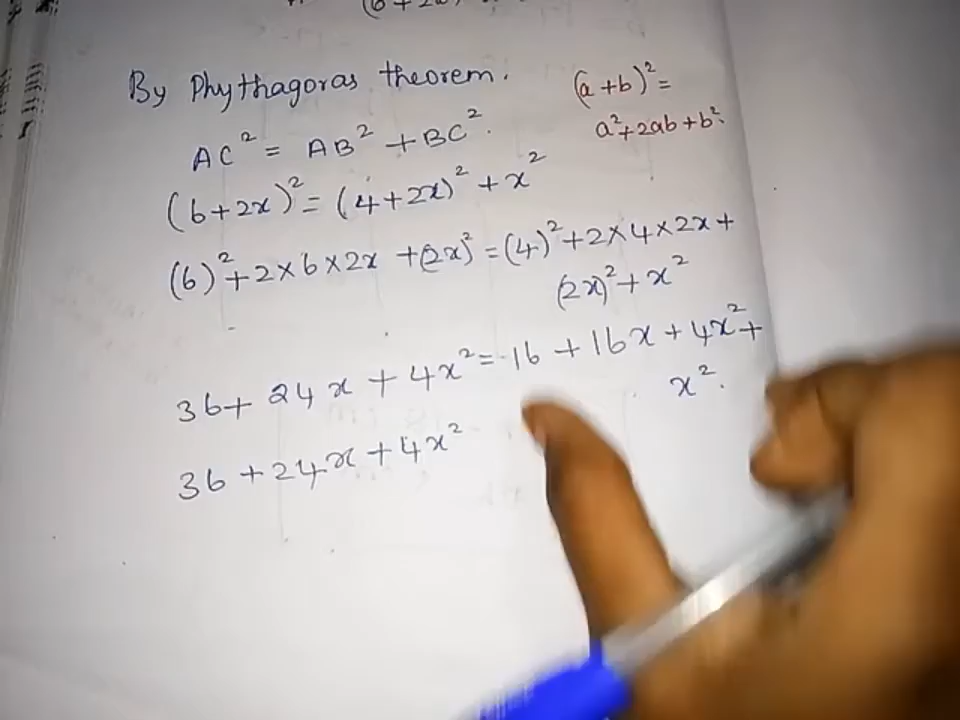 (6+2x)
By Phythagoras theorem.
(a+b)² =
a²+2ab+b².
AC² = AB² + BC².
(6+2x)² = (4+2x)² + x²
(6)²+2×6×2x +(2x)² = (4)²+2×4×2x+
(2x)²+x²
36+ 24x + 4x² = 16 + 16x + 4x²+
x².
36 + 24x + 4x²